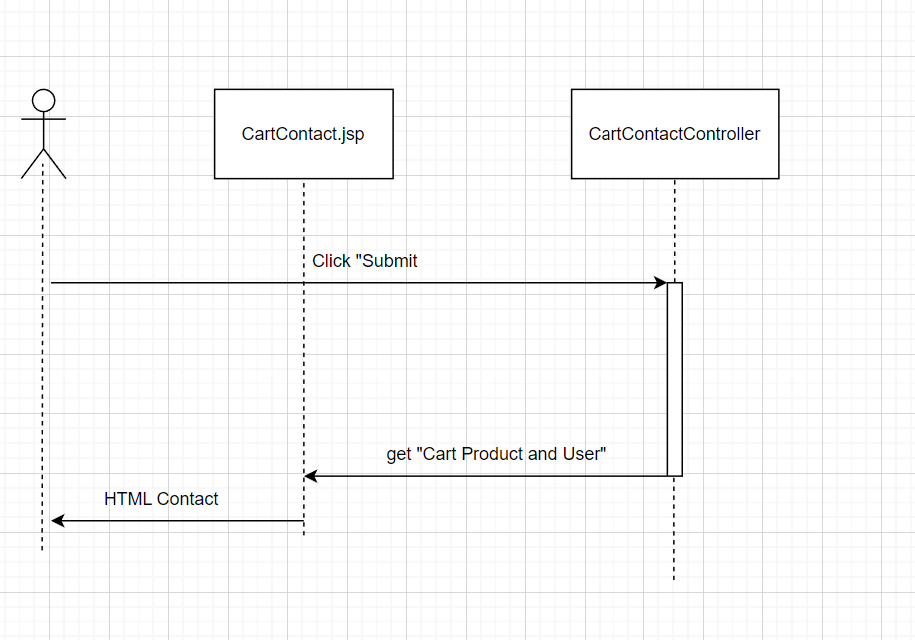 CartContact.jsp
CartContactController
Click "Submit
get "Cart Product and User"
HTML Contact